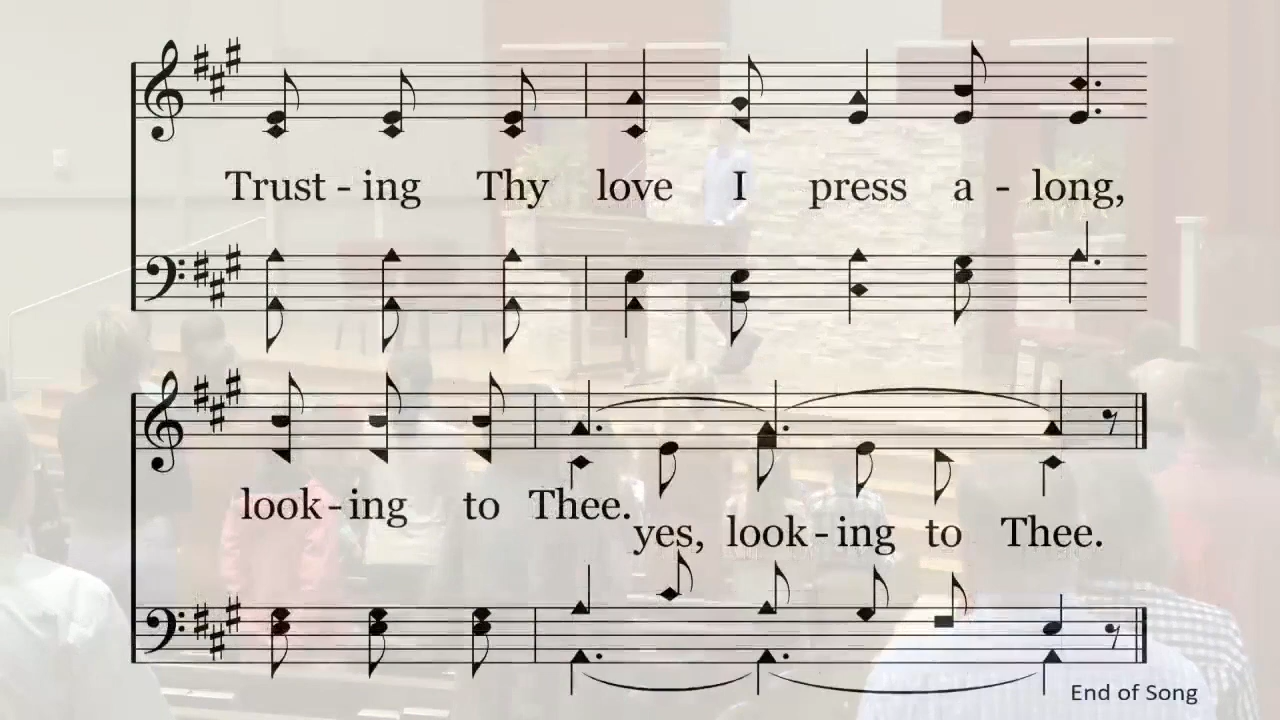 Trust - ing Thy love I press a - long,
look - ing to Thee.
yes, look - ing to Thee.
End of Song